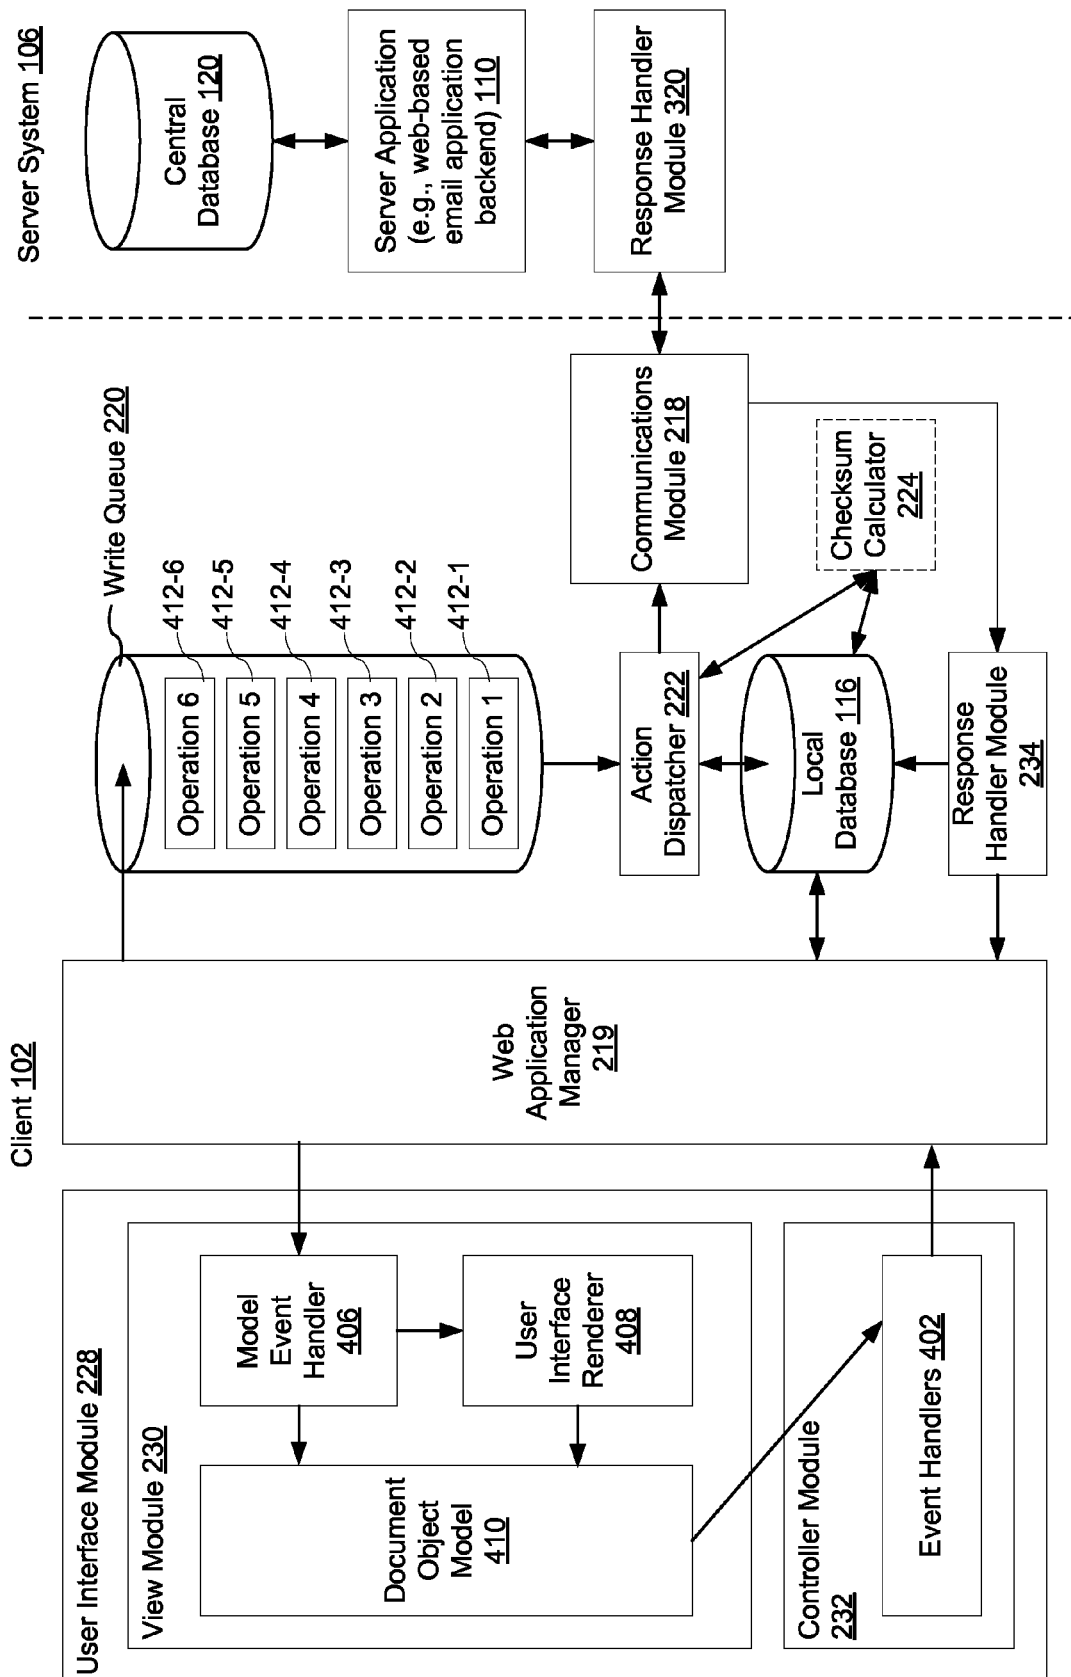 Client 102
Server System 106
User Interface Module 228
View Module 230
Document
Object
Model
410
Model
Event
Handler
406
User
Interface
Renderer
408
Controller Module
232
Event Handlers 402
Web
Application
Manager
219
Write Queue 220
Operation 6
412-6
Operation 5
412-5
Operation 4
412-4
Operation 3
412-3
Operation 2
412-2
Operation 1
412-1
Action
Dispatcher 222
Local
Database 116
Response
Handler Module
234
Communications
Module 218
Checksum
Calculator
224
Central
Database 120
Server Application
(e.g., web-based
email application
backend) 110
Response Handler
Module 320